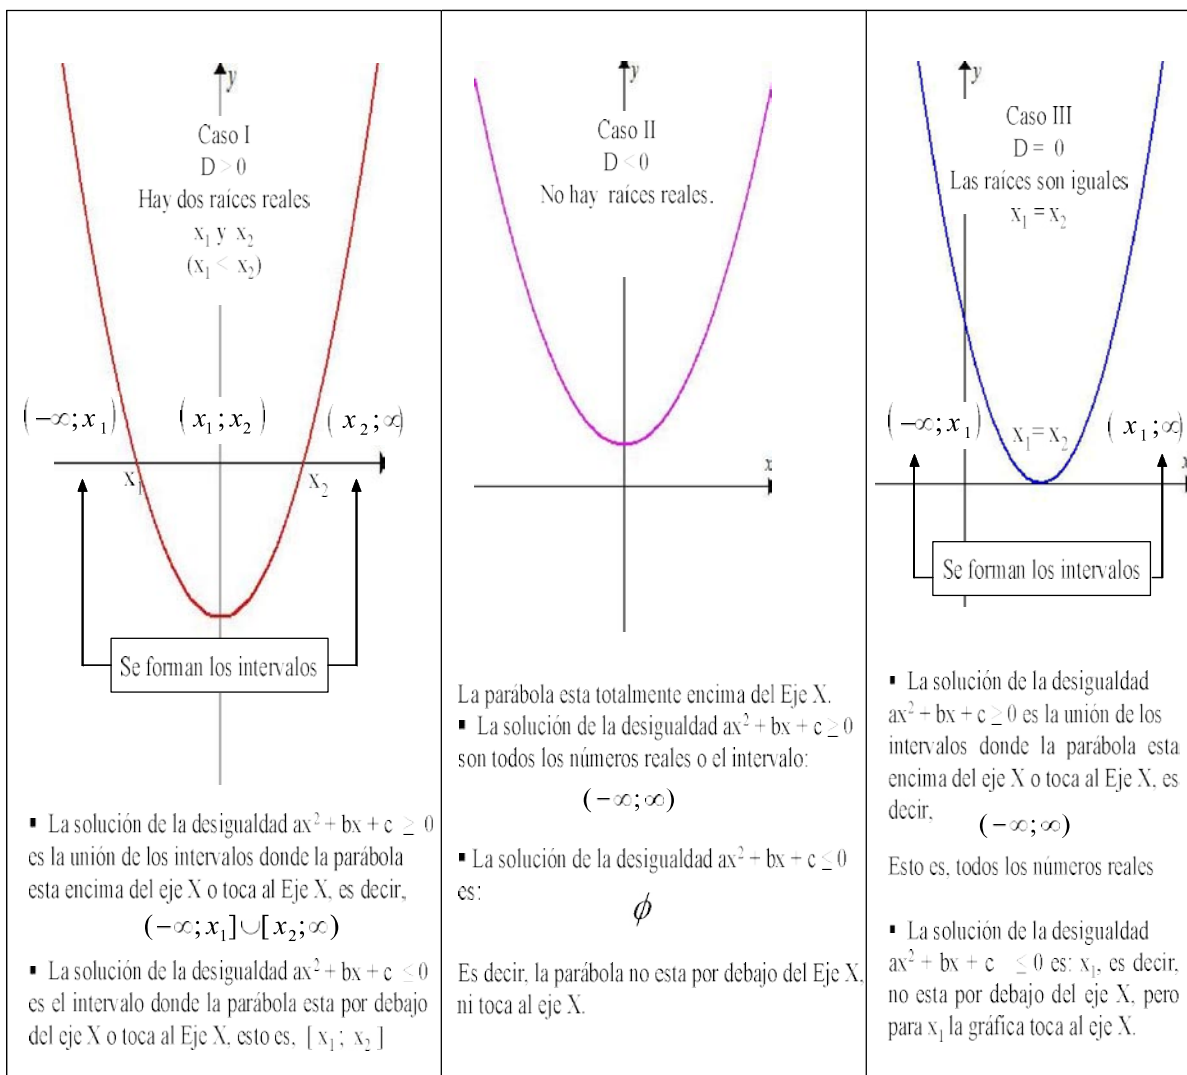 y
Caso I
D > 0
Hay dos raíces reales
x₁ y x₂
(x₁ < x₂)
(−∞; x₁) (x₁; x₂) (x₂; ∞)
x₁ x₂
Se forman los intervalos
▪ La solución de la desigualdad ax² + bx + c ≥ 0
es la unión de los intervalos donde la parábola
esta encima del eje X o toca al Eje X, es decir,
(−∞; x₁] ∪ [x₂; ∞)
▪ La solución de la desigualdad ax² + bx + c ≤ 0
es el intervalo donde la parábola esta por debajo
del eje X o toca al Eje X, esto es, [ x₁ ; x₂ ]
y
Caso II
D < 0
No hay raíces reales.
x
La parábola esta totalmente encima del Eje X.
▪ La solución de la desigualdad ax² + bx + c ≥ 0
son todos los números reales o el intervalo:
(−∞; ∞)
▪ La solución de la desigualdad ax² + bx + c ≤ 0
es:
ϕ
Es decir, la parábola no esta por debajo del Eje X,
ni toca al eje X.
y
Caso III
D = 0
Las raíces son iguales
x₁ = x₂
(−∞; x₁) x₁ = x₂ (x₁; ∞)
x
Se forman los intervalos
▪ La solución de la desigualdad
ax² + bx + c ≥ 0 es la unión de los
intervalos donde la parábola esta
encima del eje X o toca al Eje X, es
decir, (−∞; ∞)
Esto es, todos los números reales
▪ La solución de la desigualdad
ax² + bx + c ≤ 0 es: x₁, es decir,
no esta por debajo del eje X, pero
para x₁ la gráfica toca al eje X.